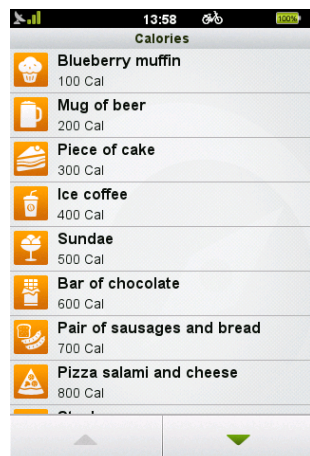 13:58
100%
Calories
Blueberry muffin
100 Cal
Mug of beer
200 Cal
Piece of cake
300 Cal
Ice coffee
400 Cal
Sundae
500 Cal
Bar of chocolate
600 Cal
Pair of sausages and bread
700 Cal
Pizza salami and cheese
800 Cal